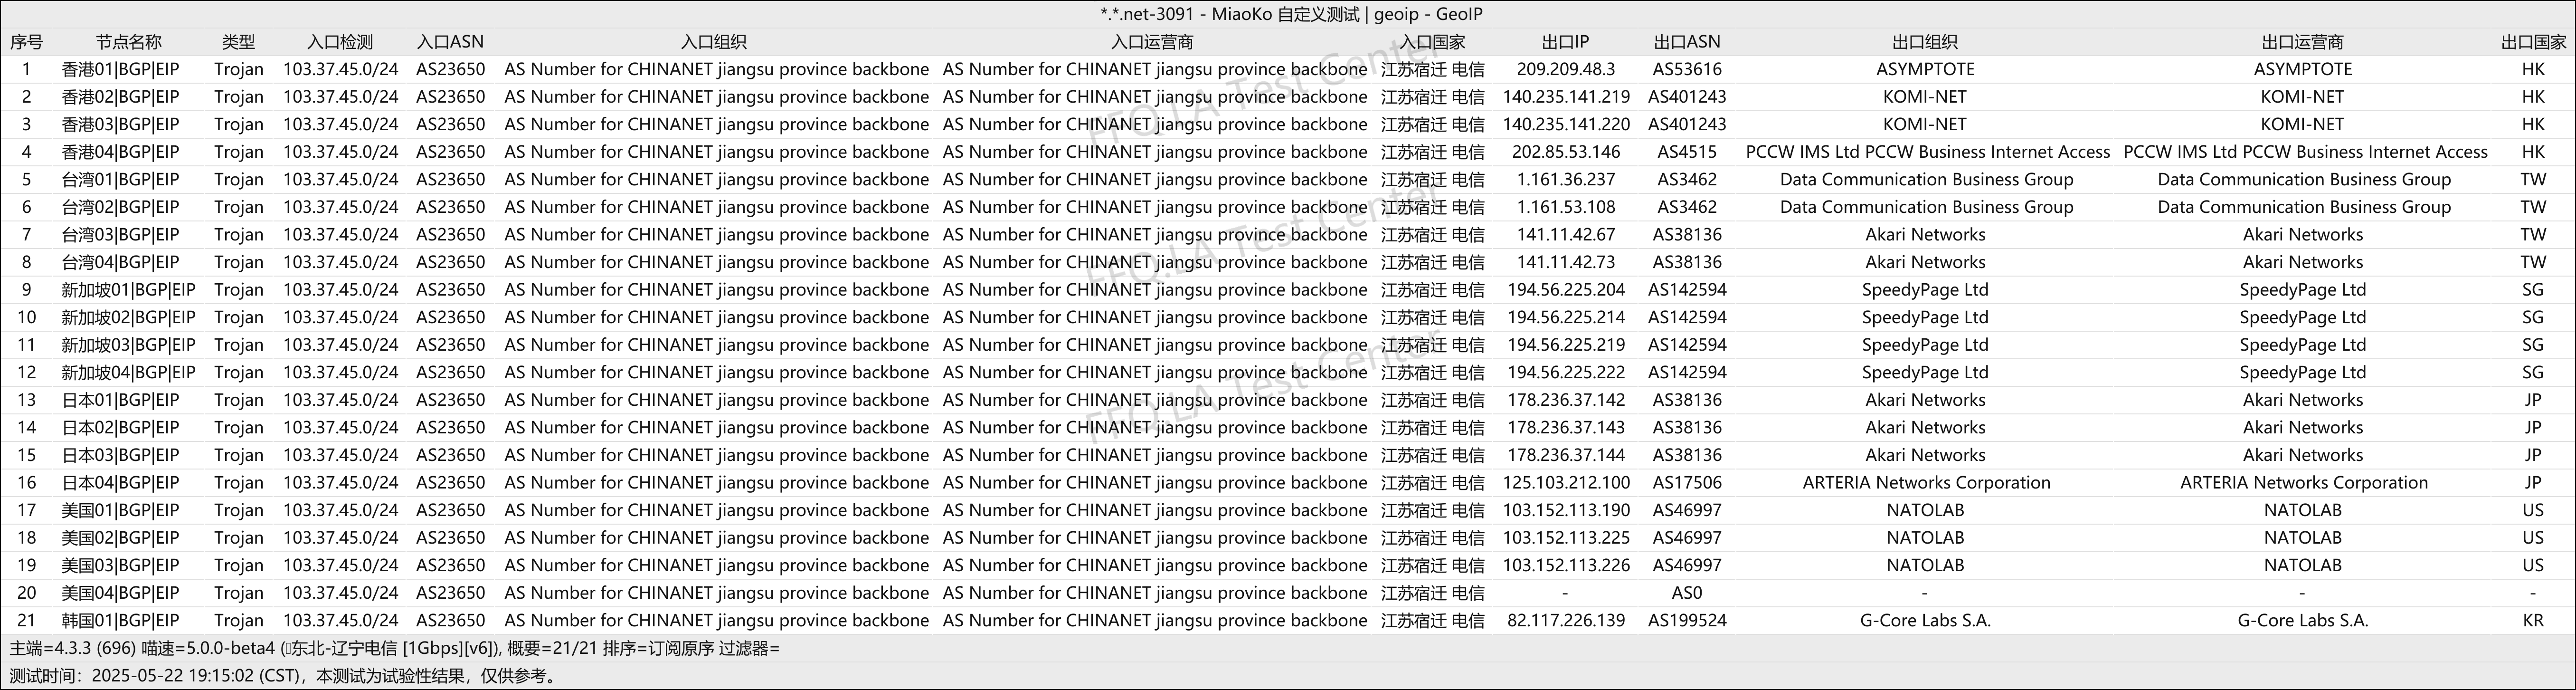 *.*.net-3091 - MiaoKo 自定义测试 | geoip - GeoIP
序号 节点名称 类型 入口检测 入口ASN 入口组织 入口运营商 入口国家 出口IP 出口ASN 出口组织 出口运营商 出口国家
1 香港01|BGP|EIP Trojan 103.37.45.0/24 AS23650 AS Number for CHINANET jiangsu province backbone AS Number for CHINANET jiangsu province backbone 江苏宿迁 电信 209.209.48.3 AS53616 ASYMPTOTE ASYMPTOTE HK
2 香港02|BGP|EIP Trojan 103.37.45.0/24 AS23650 AS Number for CHINANET jiangsu province backbone AS Number for CHINANET jiangsu province backbone 江苏宿迁 电信 140.235.141.219 AS401243 KOMI-NET KOMI-NET HK
3 香港03|BGP|EIP Trojan 103.37.45.0/24 AS23650 AS Number for CHINANET jiangsu province backbone AS Number for CHINANET jiangsu province backbone 江苏宿迁 电信 140.235.141.220 AS401243 KOMI-NET KOMI-NET HK
4 香港04|BGP|EIP Trojan 103.37.45.0/24 AS23650 AS Number for CHINANET jiangsu province backbone AS Number for CHINANET jiangsu province backbone 江苏宿迁 电信 202.85.53.146 AS4515 PCCW IMS Ltd PCCW Business Internet Access PCCW IMS Ltd PCCW Business Internet Access HK
5 台湾01|BGP|EIP Trojan 103.37.45.0/24 AS23650 AS Number for CHINANET jiangsu province backbone AS Number for CHINANET jiangsu province backbone 江苏宿迁 电信 1.161.36.237 AS3462 Data Communication Business Group Data Communication Business Group TW
6 台湾02|BGP|EIP Trojan 103.37.45.0/24 AS23650 AS Number for CHINANET jiangsu province backbone AS Number for CHINANET jiangsu province backbone 江苏宿迁 电信 1.161.53.108 AS3462 Data Communication Business Group Data Communication Business Group TW
7 台湾03|BGP|EIP Trojan 103.37.45.0/24 AS23650 AS Number for CHINANET jiangsu province backbone AS Number for CHINANET jiangsu province backbone 江苏宿迁 电信 141.11.42.67 AS38136 Akari Networks Akari Networks TW
8 台湾04|BGP|EIP Trojan 103.37.45.0/24 AS23650 AS Number for CHINANET jiangsu province backbone AS Number for CHINANET jiangsu province backbone 江苏宿迁 电信 141.11.42.73 AS38136 Akari Networks Akari Networks TW
9 新加坡01|BGP|EIP Trojan 103.37.45.0/24 AS23650 AS Number for CHINANET jiangsu province backbone AS Number for CHINANET jiangsu province backbone 江苏宿迁 电信 194.56.225.204 AS142594 SpeedyPage Ltd SpeedyPage Ltd SG
10 新加坡02|BGP|EIP Trojan 103.37.45.0/24 AS23650 AS Number for CHINANET jiangsu province backbone AS Number for CHINANET jiangsu province backbone 江苏宿迁 电信 194.56.225.214 AS142594 SpeedyPage Ltd SpeedyPage Ltd SG
11 新加坡03|BGP|EIP Trojan 103.37.45.0/24 AS23650 AS Number for CHINANET jiangsu province backbone AS Number for CHINANET jiangsu province backbone 江苏宿迁 电信 194.56.225.219 AS142594 SpeedyPage Ltd SpeedyPage Ltd SG
12 新加坡04|BGP|EIP Trojan 103.37.45.0/24 AS23650 AS Number for CHINANET jiangsu province backbone AS Number for CHINANET jiangsu province backbone 江苏宿迁 电信 194.56.225.222 AS142594 SpeedyPage Ltd SpeedyPage Ltd SG
13 日本01|BGP|EIP Trojan 103.37.45.0/24 AS23650 AS Number for CHINANET jiangsu province backbone AS Number for CHINANET jiangsu province backbone 江苏宿迁 电信 178.236.37.142 AS38136 Akari Networks Akari Networks JP
14 日本02|BGP|EIP Trojan 103.37.45.0/24 AS23650 AS Number for CHINANET jiangsu province backbone AS Number for CHINANET jiangsu province backbone 江苏宿迁 电信 178.236.37.143 AS38136 Akari Networks Akari Networks JP
15 日本03|BGP|EIP Trojan 103.37.45.0/24 AS23650 AS Number for CHINANET jiangsu province backbone AS Number for CHINANET jiangsu province backbone 江苏宿迁 电信 178.236.37.144 AS38136 Akari Networks Akari Networks JP
16 日本04|BGP|EIP Trojan 103.37.45.0/24 AS23650 AS Number for CHINANET jiangsu province backbone AS Number for CHINANET jiangsu province backbone 江苏宿迁 电信 125.103.212.100 AS17506 ARTERIA Networks Corporation ARTERIA Networks Corporation JP
17 美国01|BGP|EIP Trojan 103.37.45.0/24 AS23650 AS Number for CHINANET jiangsu province backbone AS Number for CHINANET jiangsu province backbone 江苏宿迁 电信 103.152.113.190 AS46997 NATOLAB NATOLAB US
18 美国02|BGP|EIP Trojan 103.37.45.0/24 AS23650 AS Number for CHINANET jiangsu province backbone AS Number for CHINANET jiangsu province backbone 江苏宿迁 电信 103.152.113.225 AS46997 NATOLAB NATOLAB US
19 美国03|BGP|EIP Trojan 103.37.45.0/24 AS23650 AS Number for CHINANET jiangsu province backbone AS Number for CHINANET jiangsu province backbone 江苏宿迁 电信 103.152.113.226 AS46997 NATOLAB NATOLAB US
20 美国04|BGP|EIP Trojan 103.37.45.0/24 AS23650 AS Number for CHINANET jiangsu province backbone AS Number for CHINANET jiangsu province backbone 江苏宿迁 电信 - AS0 - - -
21 韩国01|BGP|EIP Trojan 103.37.45.0/24 AS23650 AS Number for CHINANET jiangsu province backbone AS Number for CHINANET jiangsu province backbone 江苏宿迁 电信 82.117.226.139 AS199524 G-Core Labs S.A. G-Core Labs S.A. KR
主端=4.3.3 (696) 喵速=5.0.0-beta4 (东北-辽宁电信 [1Gbps][v6]), 概要=21/21 排序=订阅原序 过滤器=
测试时间：2025-05-22 19:15:02 (CST)，本测试为试验性结果，仅供参考。
FFQ.LA Test Center
FFQ.LA Test Center
FFQ.LA Test Center